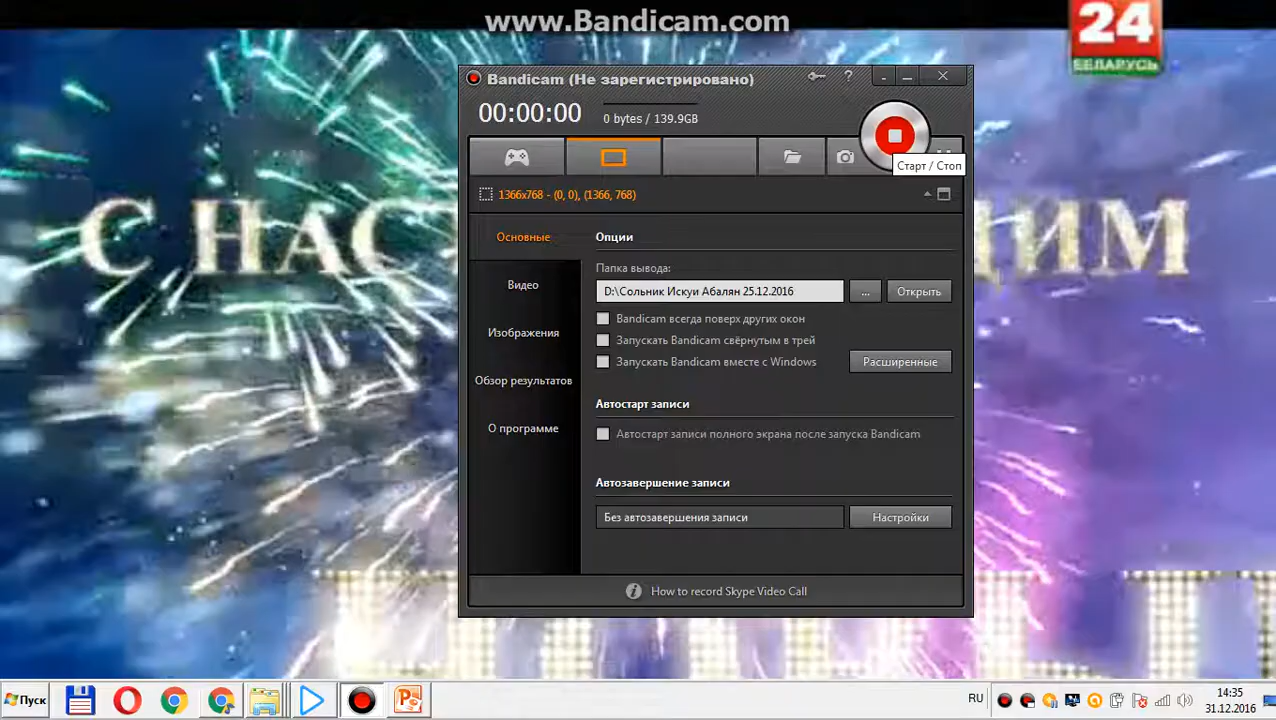 www.Bandicam.com
24
БЕЛАРУСЬ
Bandicam (Не зарегистрировано)
?
00:00:00
0 bytes / 139.9GB
Старт / Стоп
1366x768 - (0, 0), (1366, 768)
С НАС
ЩИМ
Основные
Опции
Папка вывода:
Видео
D:\Сольник Искуи Абалян 25.12.2016
...
Открыть
Bandicam всегда поверх других окон
Изображения
Запускать Bandicam свёрнутым в трей
Запускать Bandicam вместе с Windows
Расширенные
Обзор результатов
Автостарт записи
О программе
Автостарт записи полного экрана после запуска Bandicam
Автозавершение записи
Без автозавершения записи
Настройки
How to record Skype Video Call
Пуск
RU
14:35
31.12.2016